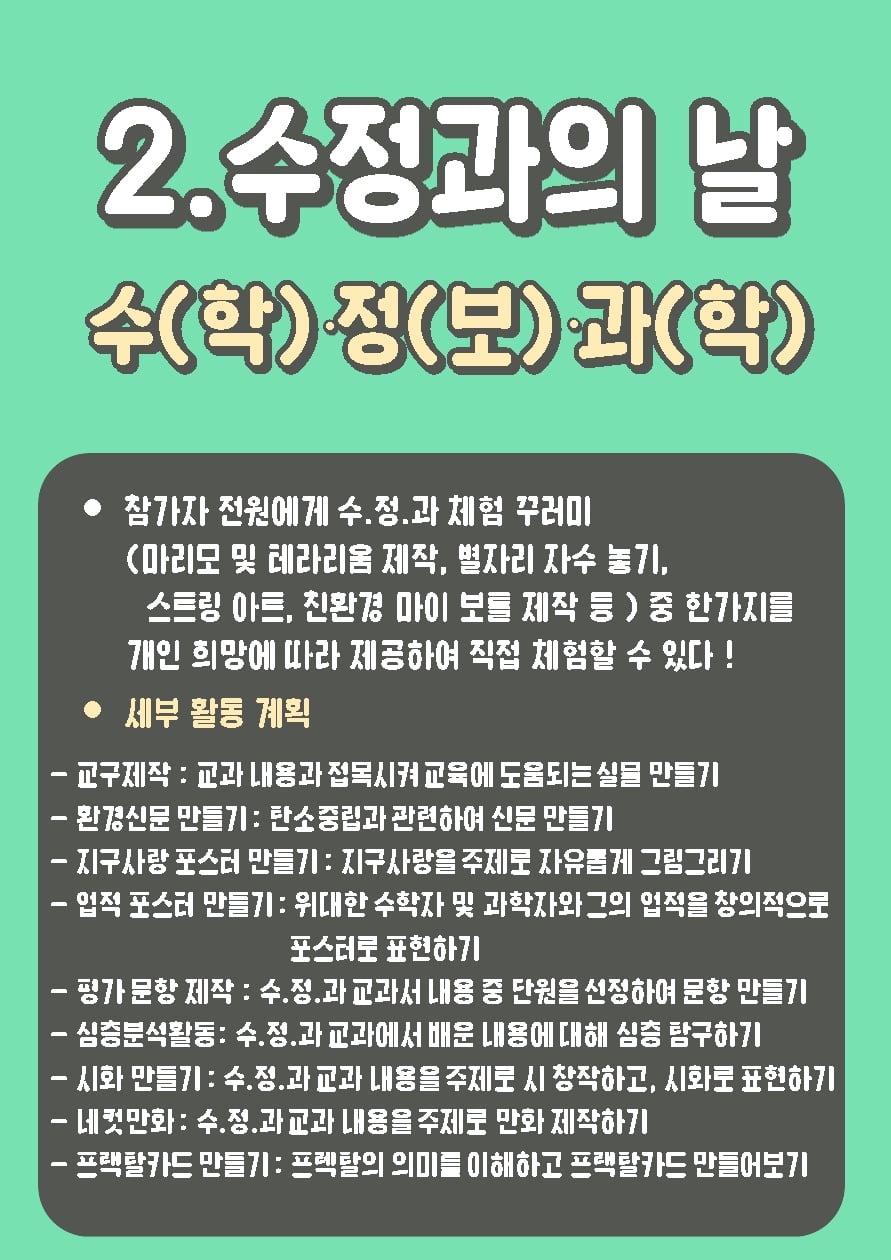 2.수정과의 날
수(학)·정(보)·과(학)
• 참가자 전원에게 수.정.과 체험 꾸러미
(마리모 및 테라리움 제작, 별자리 자수 놓기,
스트링 아트, 친환경 마이 보틀 제작 등 ) 중 한가지를
개인 희망에 따라 제공하여 직접 체험할 수 있다 !
• 세부 활동 계획
- 교구제작 : 교과 내용과 접목시켜 교육에 도움되는 실물 만들기
- 환경신문 만들기 : 탄소중립과 관련하여 신문 만들기
- 지구사랑 포스터 만들기 : 지구사랑을 주제로 자유롭게 그림그리기
- 업적 포스터 만들기 : 위대한 수학자 및 과학자와 그의 업적을 창의적으로
포스터로 표현하기
- 평가 문항 제작 : 수.정.과 교과서 내용 중 단원을 선정하여 문항 만들기
- 심층분석활동 : 수.정.과 교과에서 배운 내용에 대해 심층 탐구하기
- 시화 만들기 : 수.정.과 교과 내용을 주제로 시 창작하고, 시화로 표현하기
- 네컷만화 : 수.정.과 교과 내용을 주제로 만화 제작하기
- 프랙탈카드 만들기 : 프렉탈의 의미를 이해하고 프랙탈카드 만들어보기